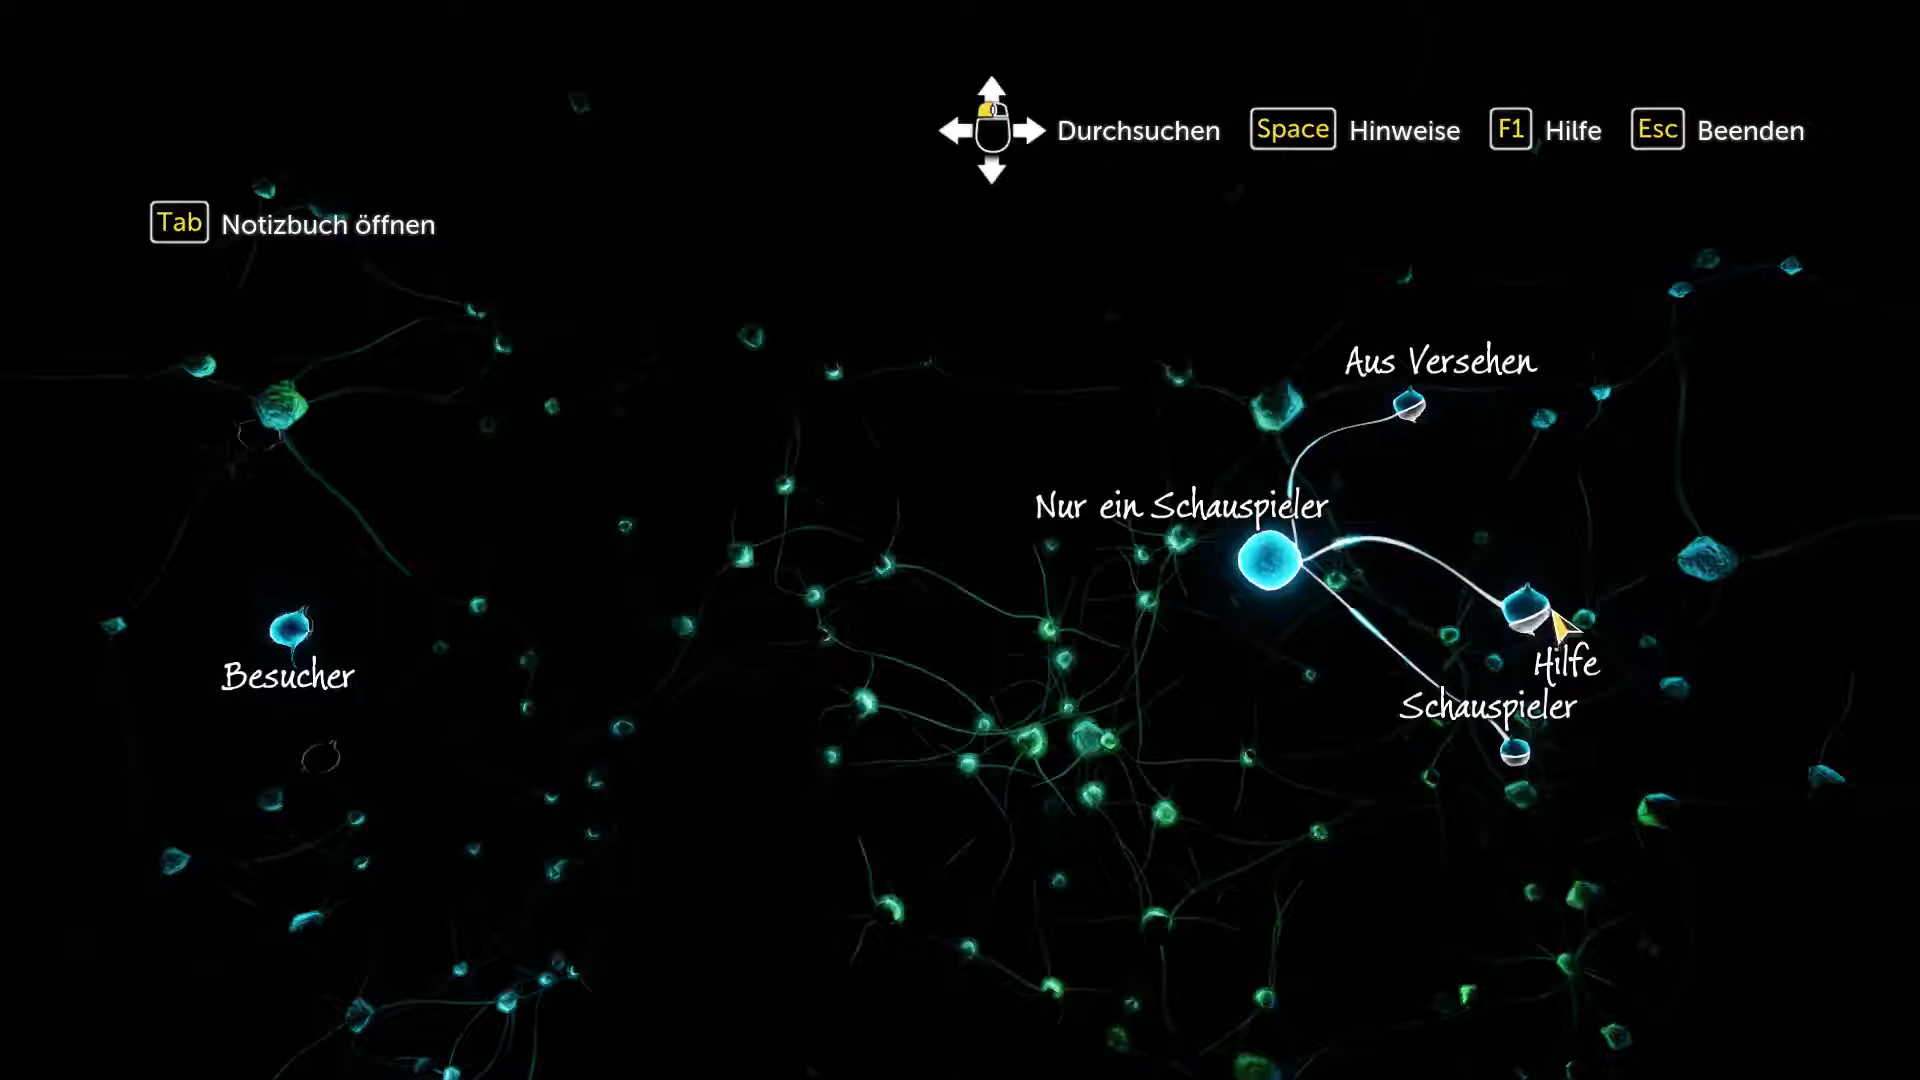 Durchsuchen
Space Hinweise
F1 Hilfe
Esc Beenden
Tab Notizbuch öffnen
Aus Versehen
Nur ein Schauspieler
Hilfe
Besucher
Schauspieler